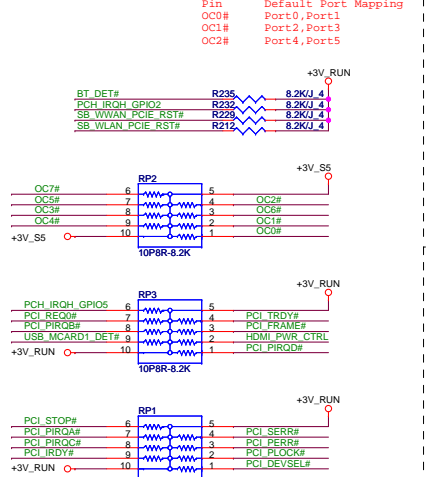 Pin Default Port Mapping
OC0# Port0,Port1
OC1# Port2,Port3
OC2# Port4,Port5
+3V_RUN
BT_DET# R235 8.2K/J_4
PCH_IRQH_GPIO2 R232 8.2K/J_4
SB_WWAN_PCIE_RST# R229 8.2K/J_4
SB_WLAN_PCIE_RST# R212 8.2K/J_4
+3V_S5
RP2
OC7# 6 5
OC5# 7 4 OC2#
OC3# 8 3 OC6#
OC4# 9 2 OC1#
+3V_S5 10 1 OC0#
10P8R-8.2K
+3V_RUN
RP3
PCH_IRQH_GPIO5 6 5
PCI_REQ0# 7 4 PCI_TRDY#
PCI_PIRQB# 8 3 PCI_FRAME#
USB_MCARD1_DET# 9 2 HDMI_PWR_CTRL
+3V_RUN 10 1 PCI_PIRQD#
10P8R-8.2K
+3V_RUN
RP1
PCI_STOP# 6 5
PCI_PIRQA# 7 4 PCI_SERR#
PCI_PIRQC# 8 3 PCI_PERR#
PCI_IRDY# 9 2 PCI_PLOCK#
+3V_RUN 10 1 PCI_DEVSEL#